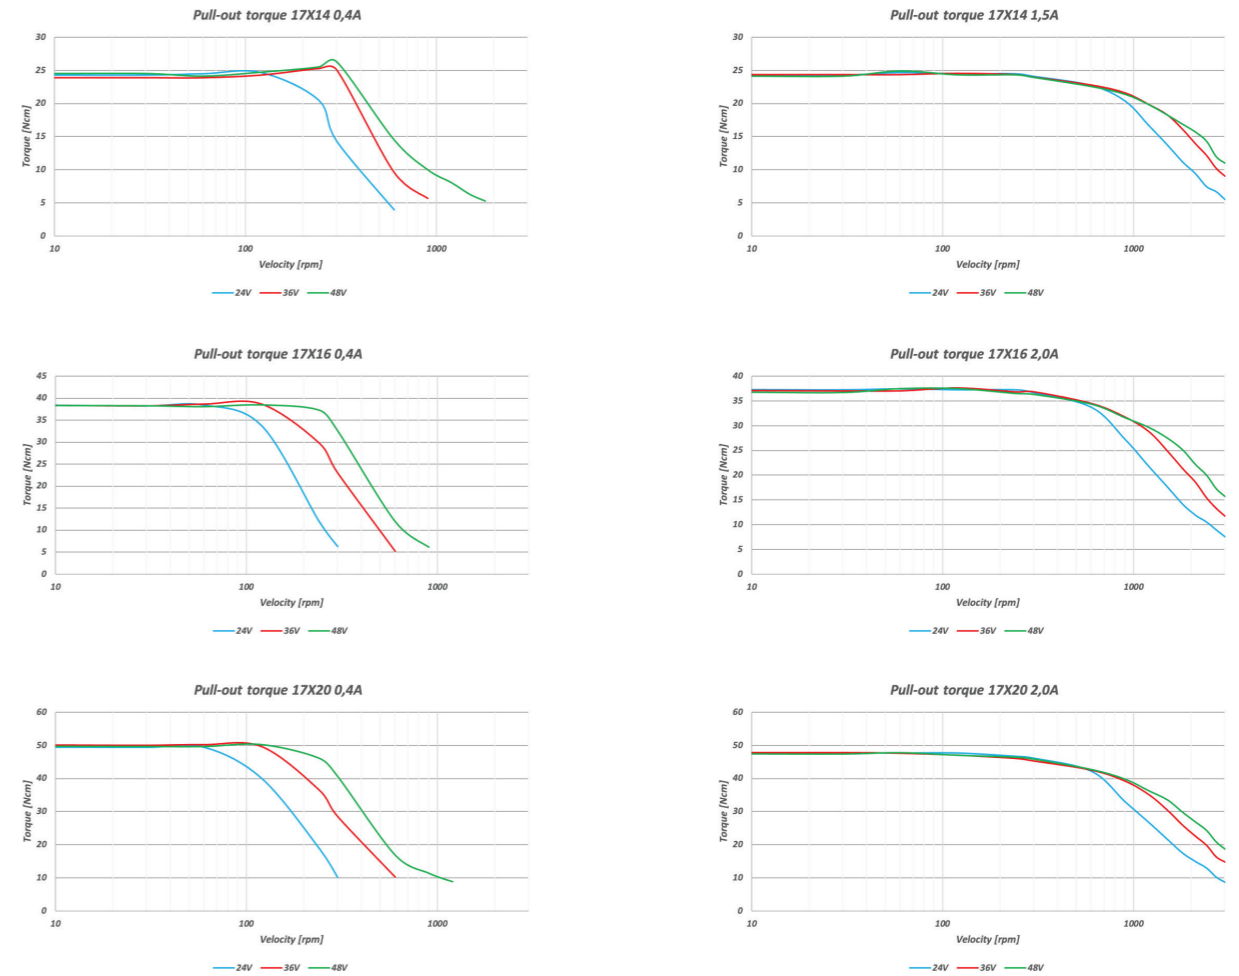 Pull-out torque 17X14 0,4A
Torque [Ncm]
30
25
20
15
10
5
0
10
100
1000
Velocity [rpm]
24V 36V 48V
Pull-out torque 17X14 1,5A
Torque [Ncm]
30
25
20
15
10
5
0
10
100
1000
Velocity [rpm]
24V 36V 48V
Pull-out torque 17X16 0,4A
Torque [Ncm]
45
40
35
30
25
20
15
10
5
0
10
100
1000
Velocity [rpm]
24V 36V 48V
Pull-out torque 17X16 2,0A
Torque [Ncm]
40
35
30
25
20
15
10
5
0
10
100
1000
Velocity [rpm]
24V 36V 48V
Pull-out torque 17X20 0,4A
Torque [Ncm]
60
50
40
30
20
10
0
10
100
1000
Velocity [rpm]
24V 36V 48V
Pull-out torque 17X20 2,0A
Torque [Ncm]
60
50
40
30
20
10
0
10
100
1000
Velocity [rpm]
24V 36V 48V